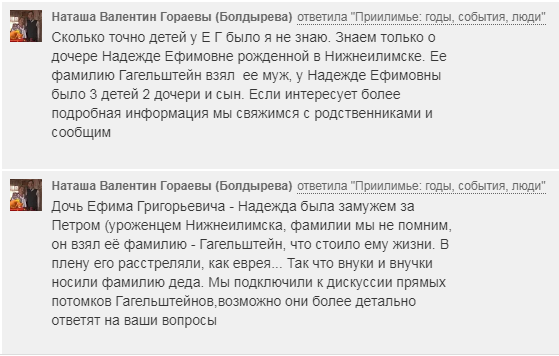 Наташа Валентин Гораевы (Болдырева) ответила "Приилимье: годы, события, люди"
Сколько точно детей у Е Г было я не знаю. Знаем только о
дочере Надежде Ефимовне рожденной в Нижнеилимске. Ее
фамилию Гагельштейн взял ее муж, у Надежде Ефимовны
было 3 детей 2 дочери и сын. Если интересует более
подробная информация мы свяжимся с родственниками и
сообщим
Наташа Валентин Гораевы (Болдырева) ответила "Приилимье: годы, события, люди"
Дочь Ефима Григорьевича - Надежда была замужем за
Петром (уроженцем Нижнеилимска, фамилии мы не помним,
он взял её фамилию - Гагельштейн, что стоило ему жизни. В
плену его расстреляли, как еврея... Так что внуки и внучки
носили фамилию деда. Мы подключили к дискуссии прямых
потомков Гагельштейнов,возможно они более детально
ответят на ваши вопросы